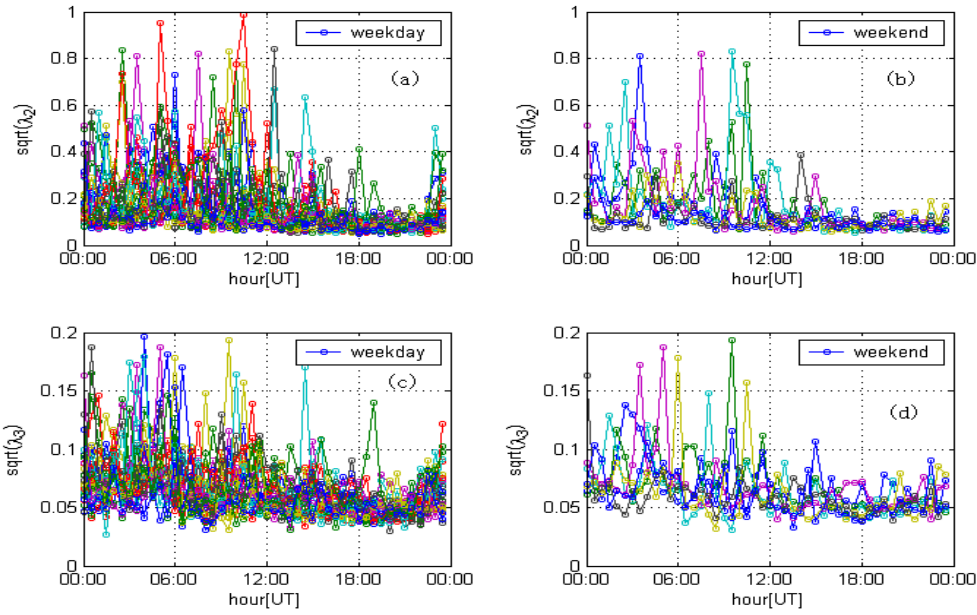 1 weekday
0.8 (a)
0.6
sqrt(λ2)
0.4
0.2
0
00:00 06:00 12:00 18:00 00:00
hour[UT]
1 weekend
0.8 (b)
0.6
sqrt(λ2)
0.4
0.2
0
00:00 06:00 12:00 18:00 00:00
hour[UT]
0.2 weekday
0.15 (c)
sqrt(λ3)
0.1
0.05
0
00:00 06:00 12:00 18:00 00:00
hour[UT]
0.2 weekend
0.15
(d)
sqrt(λ3)
0.1
0.05
0
00:00 06:00 12:00 18:00 00:00
hour[UT]